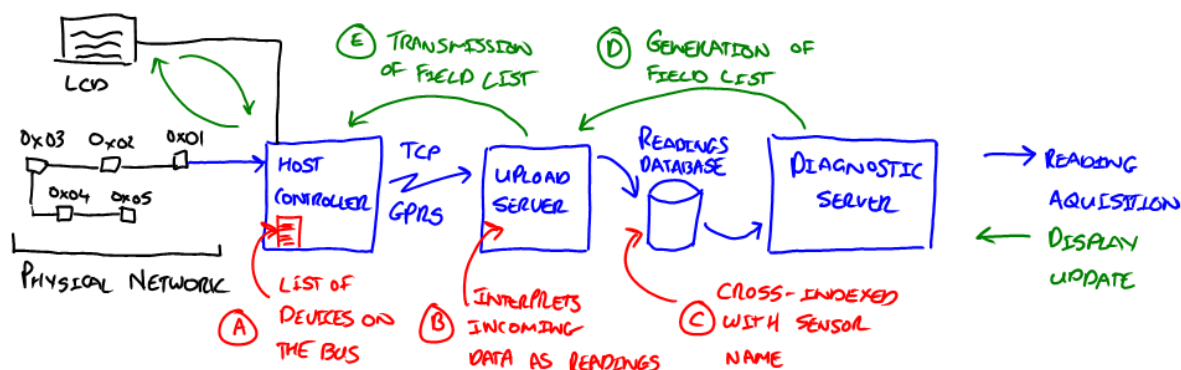 LCD
0x03
0x02
0x01
0x04
0x05
PHYSICAL NETWORK
HOST
CONTROLLER
A
LIST OF
DEVICES ON
THE BUS
E TRANSMISSION
OF FIELD LIST
TCP
GPRS
UPLOAD
SERVER
B
INTERPRETS
INCOMING
DATA AS READINGS
D GENERATION OF
FIELD LIST
READINGS
DATABASE
C
CROSS-INDEXED
WITH SENSOR
NAME
DIAGNOSTIC
SERVER
READING
AQUISITION
DISPLAY
UPDATE